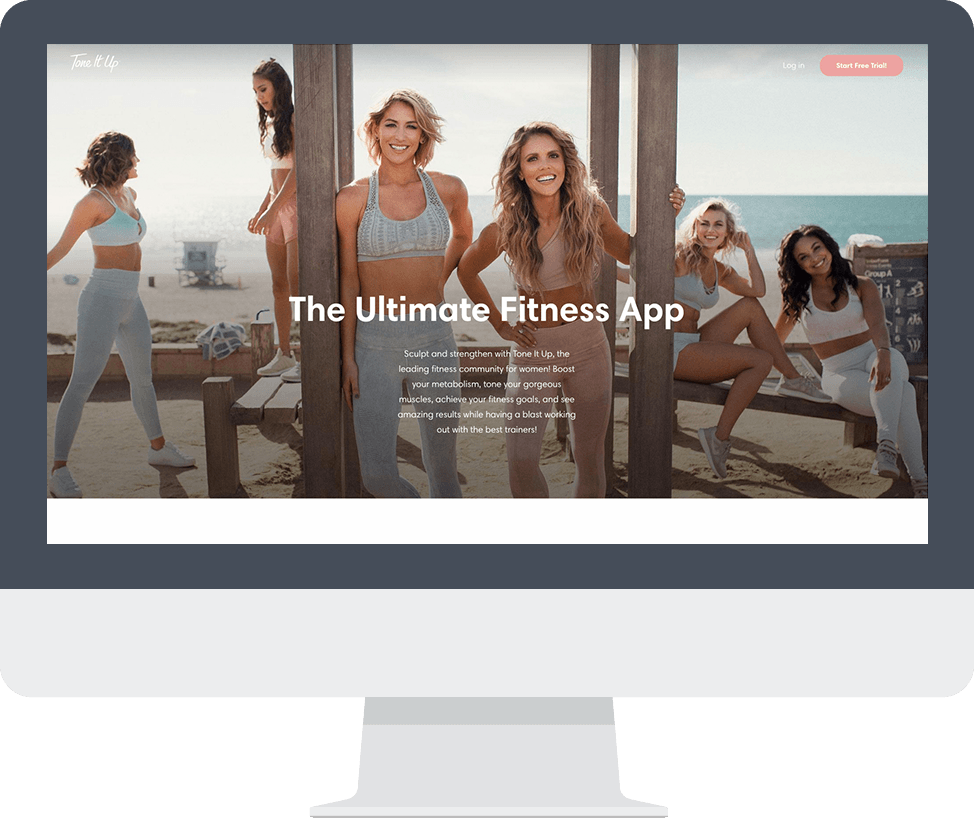 Tone It Up
Log in
Start Free Trial!
Group A
The Ultimate Fitness App
Sculpt and strengthen with Tone It Up, the
leading fitness community for women! Boost
your metabolism, tone your gorgeous
muscles, achieve your fitness goals, and see
amazing results while having a blast working
out with the best trainers!